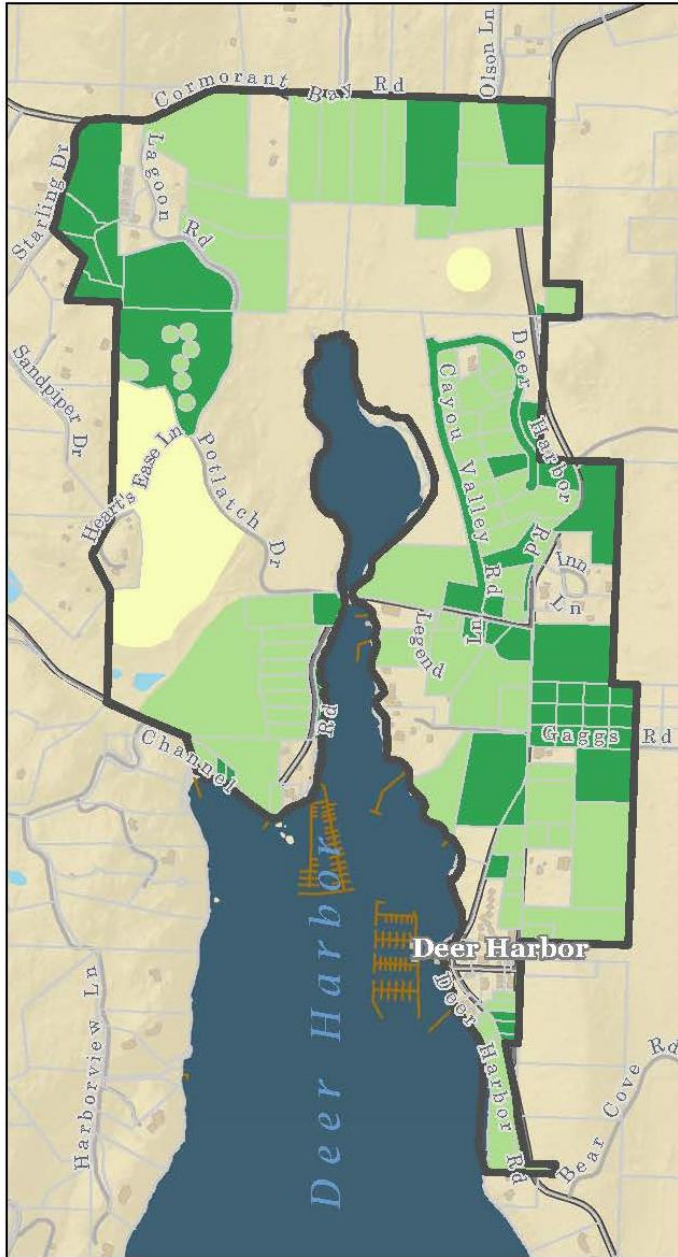 Olson Ln
Cormorant Bay Rd
Lagoon Rd
Starling Dr
Sandpiper Dr
Deer Harbor Rd
Cayou Valley Rd
Heart's Ease Ln
Potlatch Dr
Inn Ln
Legend Ln
Channel Rd
Gaggs Rd
Deer Harbor
Deer Harbor
Deer Harbor Rd
Bear Cove Rd
Harborview Ln